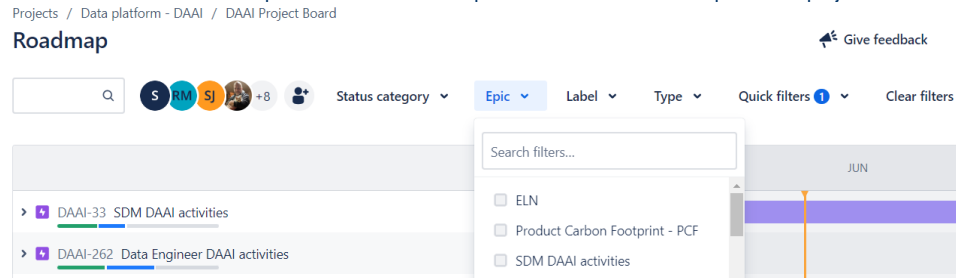 Projects / Data platform - DAAI / DAAI Project Board
Roadmap
Give feedback
S RM SJ +8 Status category Epic Label Type Quick filters 1 Clear filters
Search filters...
JUN
ELN
DAAI-33 SDM DAAI activities
Product Carbon Footprint - PCF
DAAI-262 Data Engineer DAAI activities
SDM DAAI activities